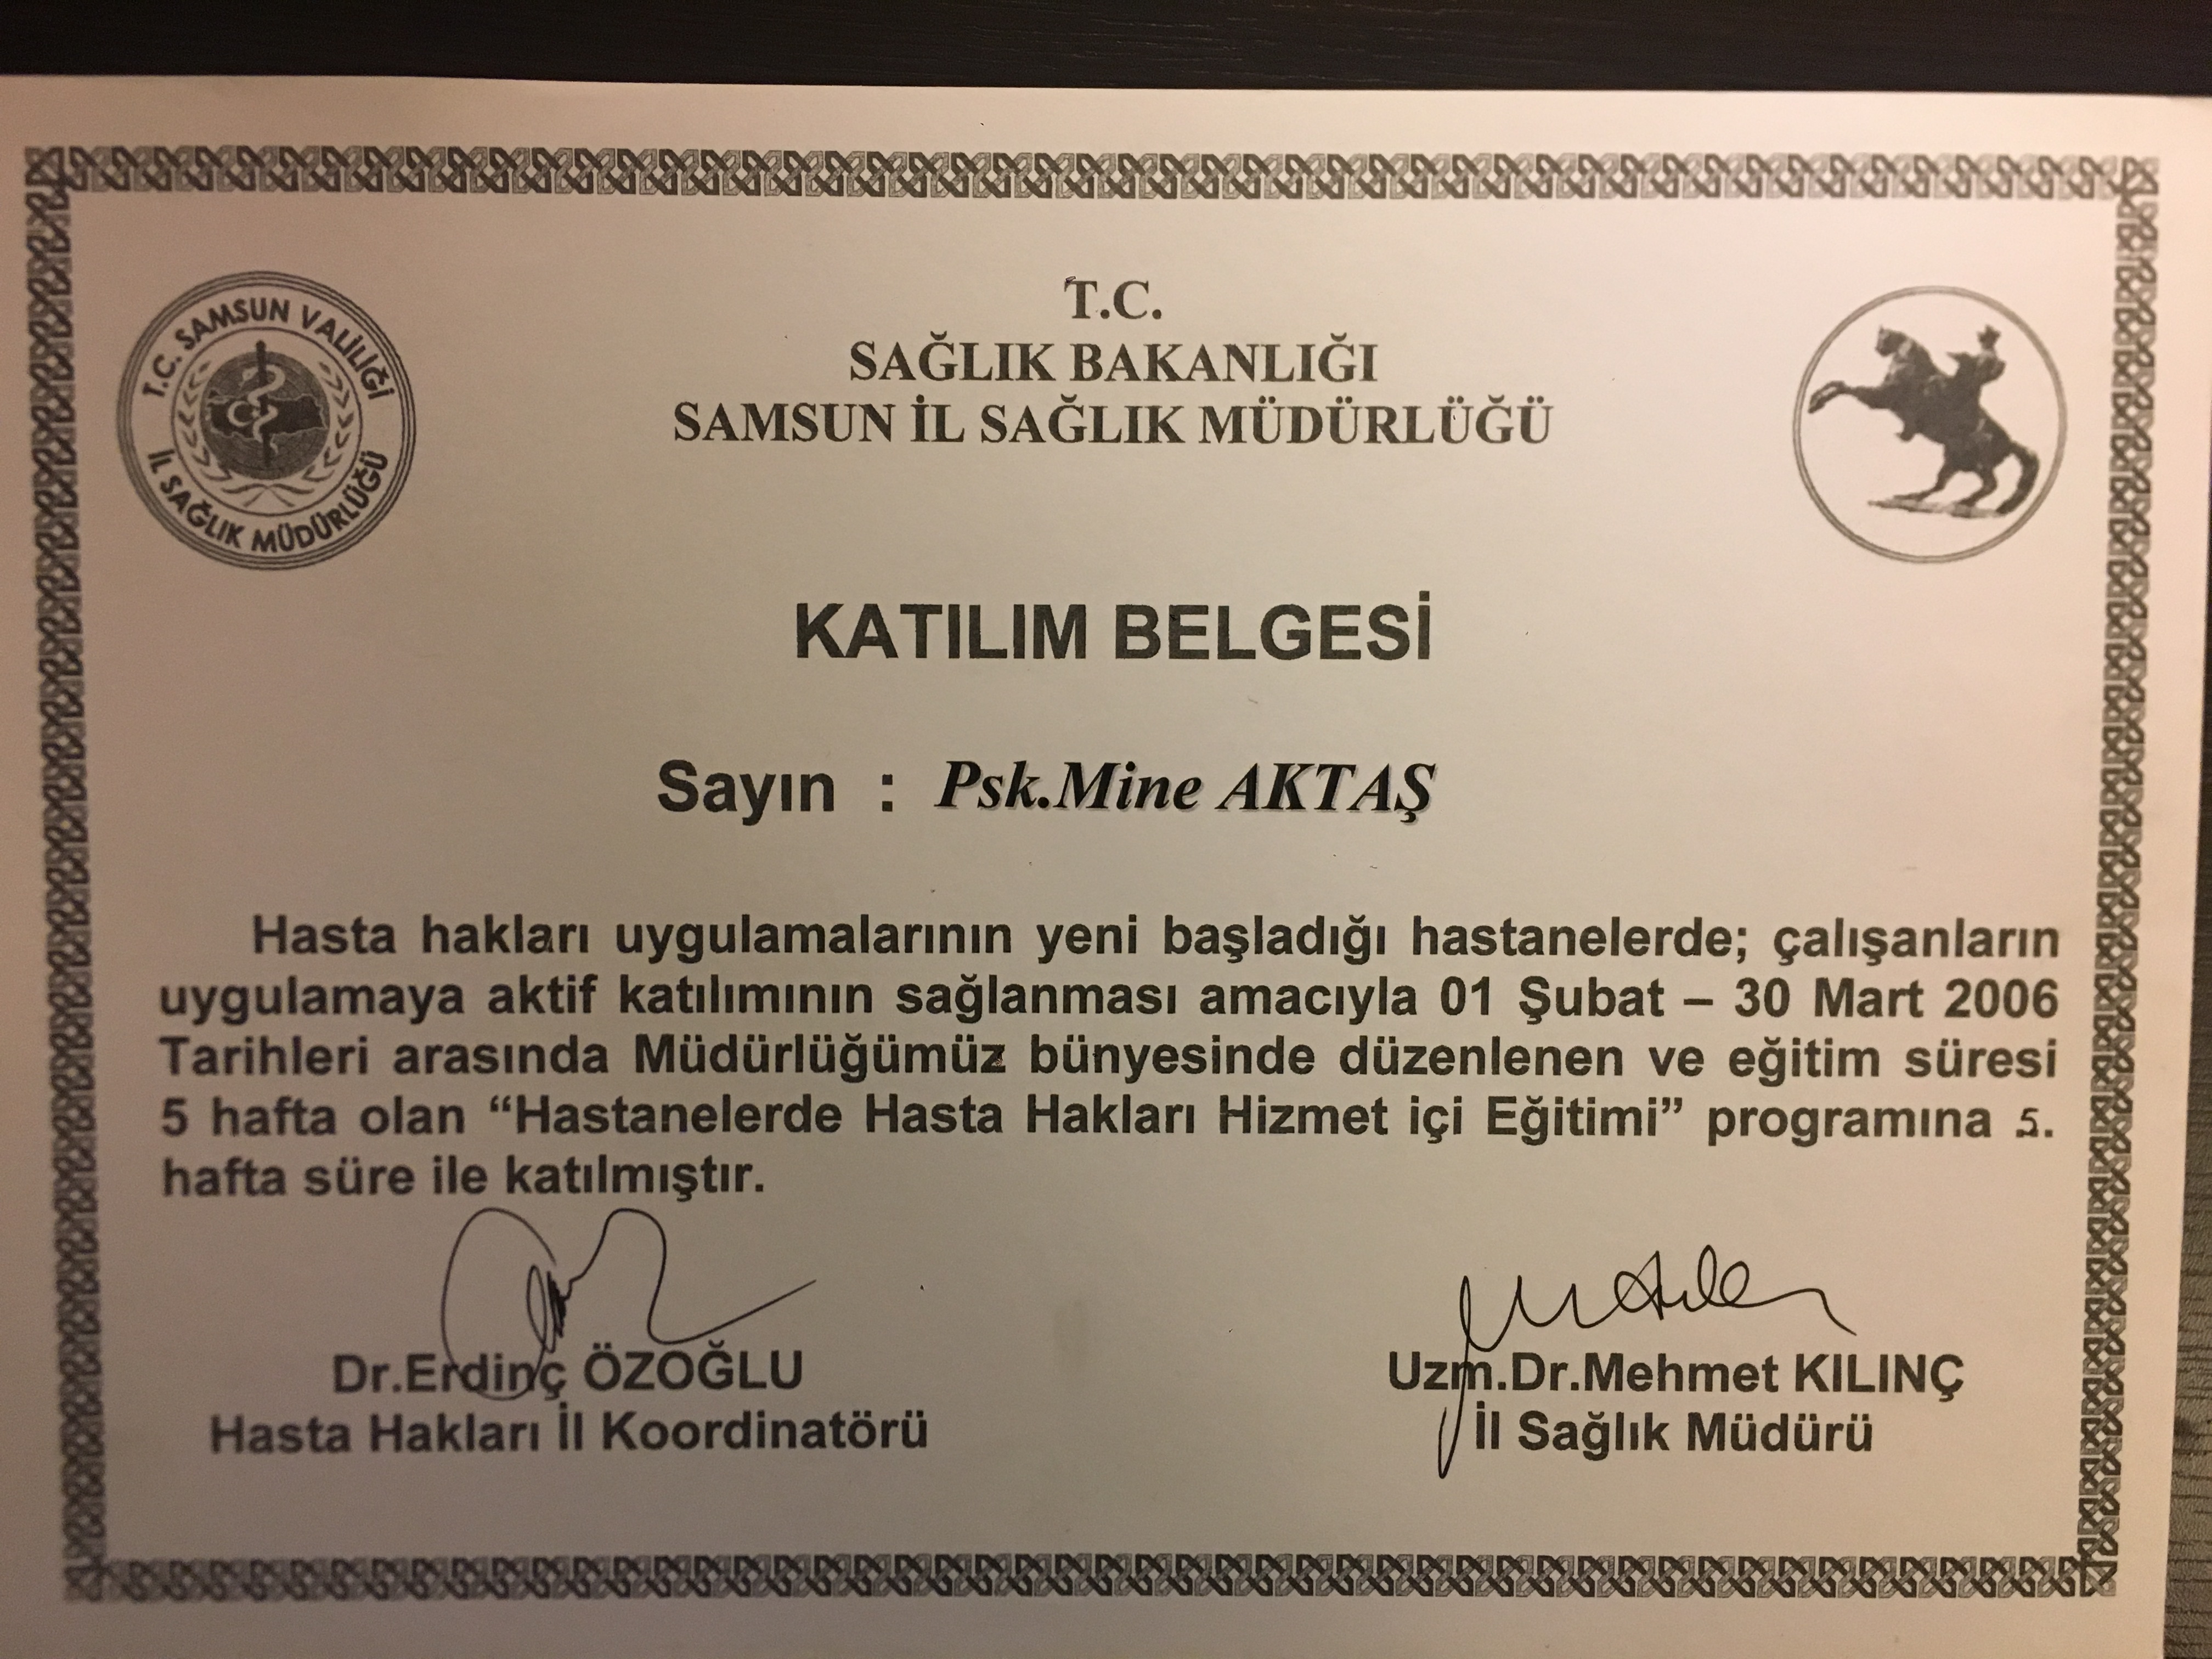 T.C.
SAĞLIK BAKANLIĞI
SAMSUN İL SAĞLIK MÜDÜRLÜĞÜ
T.C. SAMSUN VALİLİĞİ
İL SAĞLIK MÜDÜRLÜĞÜ
KATILIM BELGESİ
Sayın : Psk.Mine AKTAŞ
Hasta hakları uygulamalarının yeni başladığı hastanelerde; çalışanların
uygulamaya aktif katılımının sağlanması amacıyla 01 Şubat – 30 Mart 2006
Tarihleri arasında Müdürlüğümüz bünyesinde düzenlenen ve eğitim süresi
5 hafta olan “Hastanelerde Hasta Hakları Hizmet içi Eğitimi” programına 5.
hafta süre ile katılmıştır.
Dr.Erdinç ÖZOĞLU
Hasta Hakları İl Koordinatörü
Uzm.Dr.Mehmet KILINÇ
İl Sağlık Müdürü